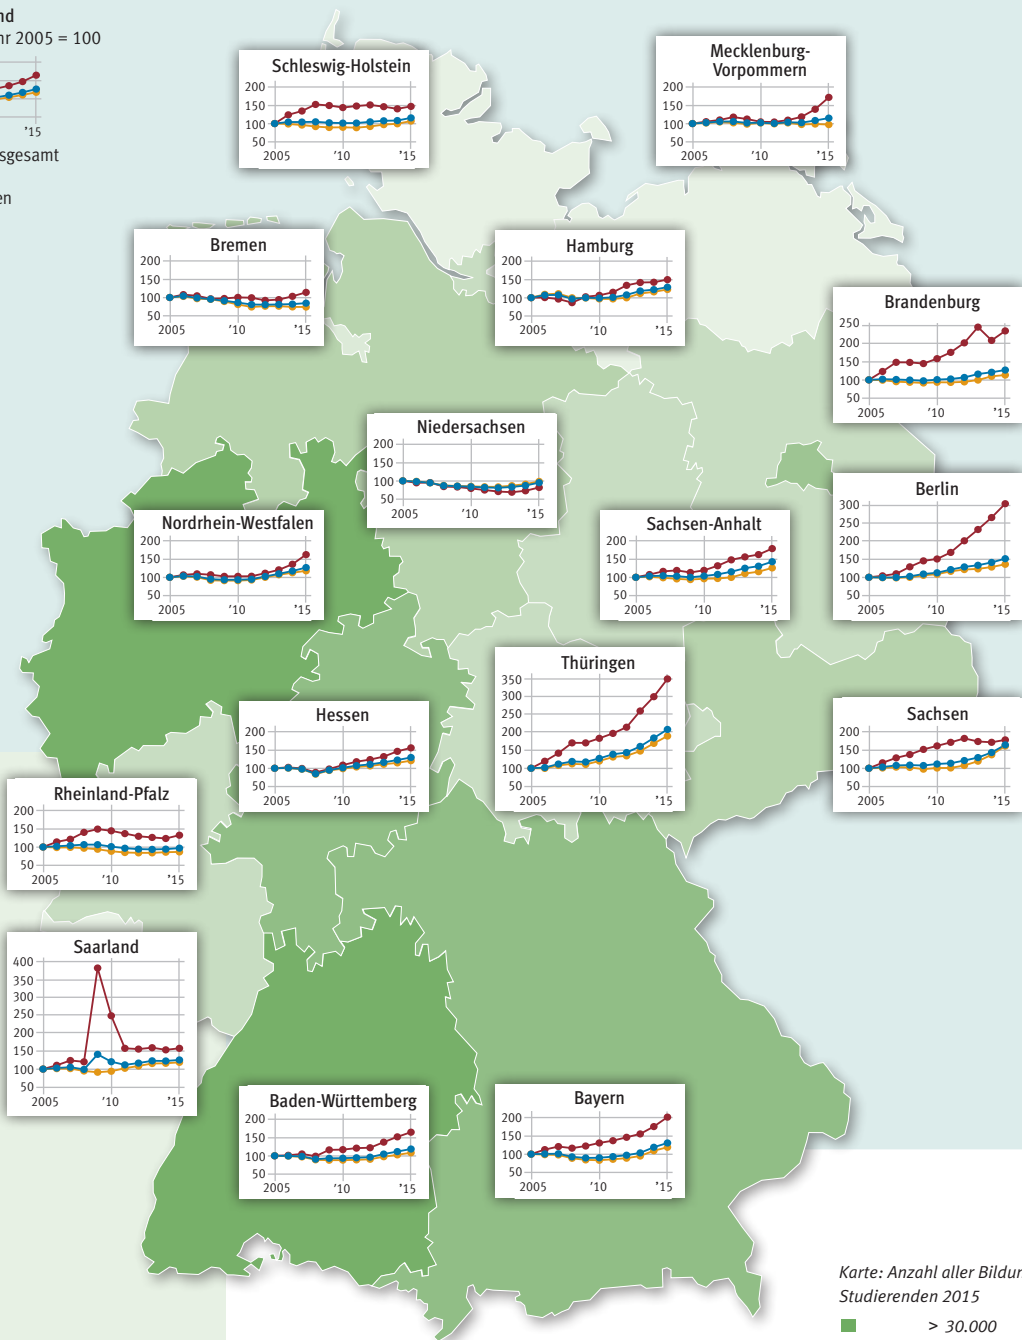 nd
hr 2005 = 100
'15
sgesamt
en
Schleswig-Holstein
200
150
100
50
2005 '10 '15
Mecklenburg-
Vorpommern
200
150
100
50
2005 '10 '15
Bremen
200
150
100
50
2005 '10 '15
Hamburg
200
150
100
50
2005 '10 '15
Brandenburg
250
200
150
100
50
2005 '10 '15
Niedersachsen
200
150
100
50
2005 '10 '15
Nordrhein-Westfalen
200
150
100
50
2005 '10 '15
Sachsen-Anhalt
200
150
100
50
2005 '10 '15
Berlin
300
250
200
150
100
50
2005 '10 '15
Thüringen
350
300
250
200
150
100
50
2005 '10 '15
Hessen
200
150
100
50
2005 '10 '15
Sachsen
200
150
100
50
2005 '10 '15
Rheinland-Pfalz
200
150
100
50
2005 '10 '15
Saarland
400
350
300
250
200
150
100
50
2005 '10 '15
Baden-Württemberg
200
150
100
50
2005 '10 '15
Bayern
200
150
100
50
2005 '10 '15
Karte: Anzahl aller Bildun
Studierenden 2015
> 30.000